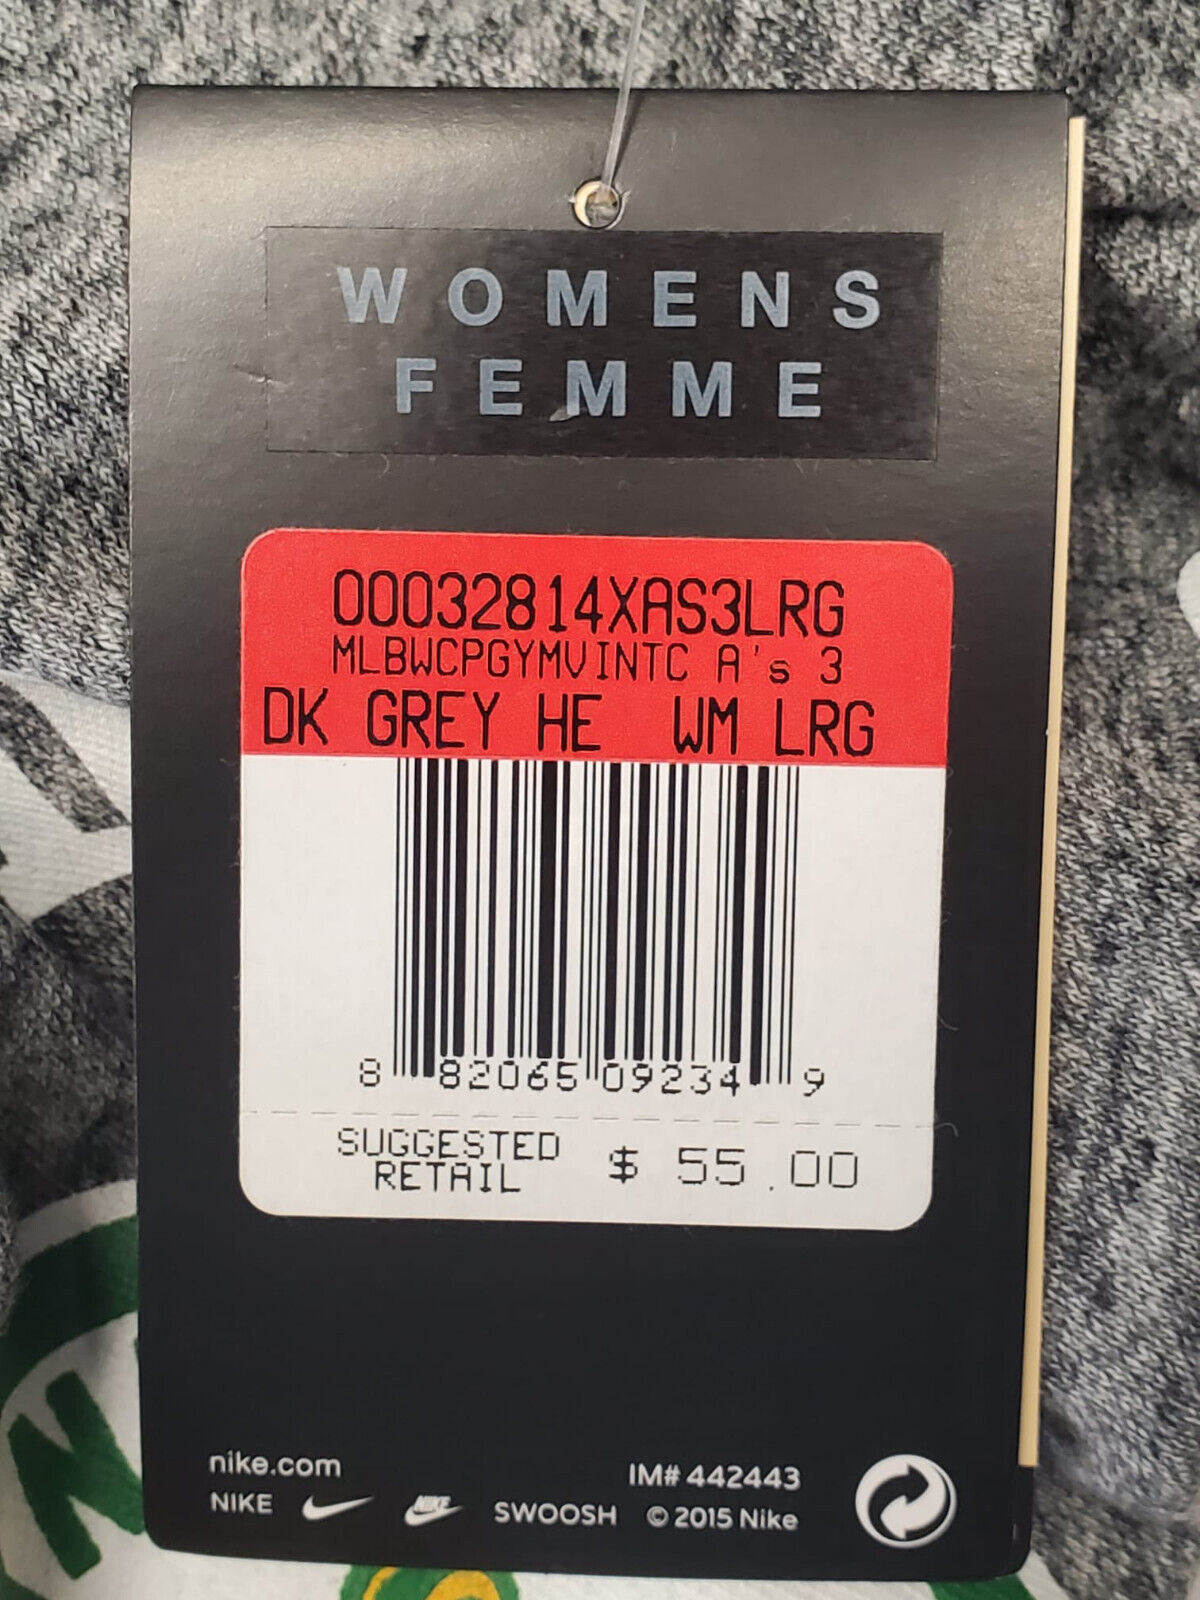 WOMENS
FEMME
00032814XAS3LRG
MLBWCPGYMVINTC A's 3
DK GREY HE WM LRG
8 82065 09234 9
SUGGESTED
RETAIL $ 55.00
nike.com
IM# 442443
NIKE NIKE SWOOSH © 2015 Nike
N